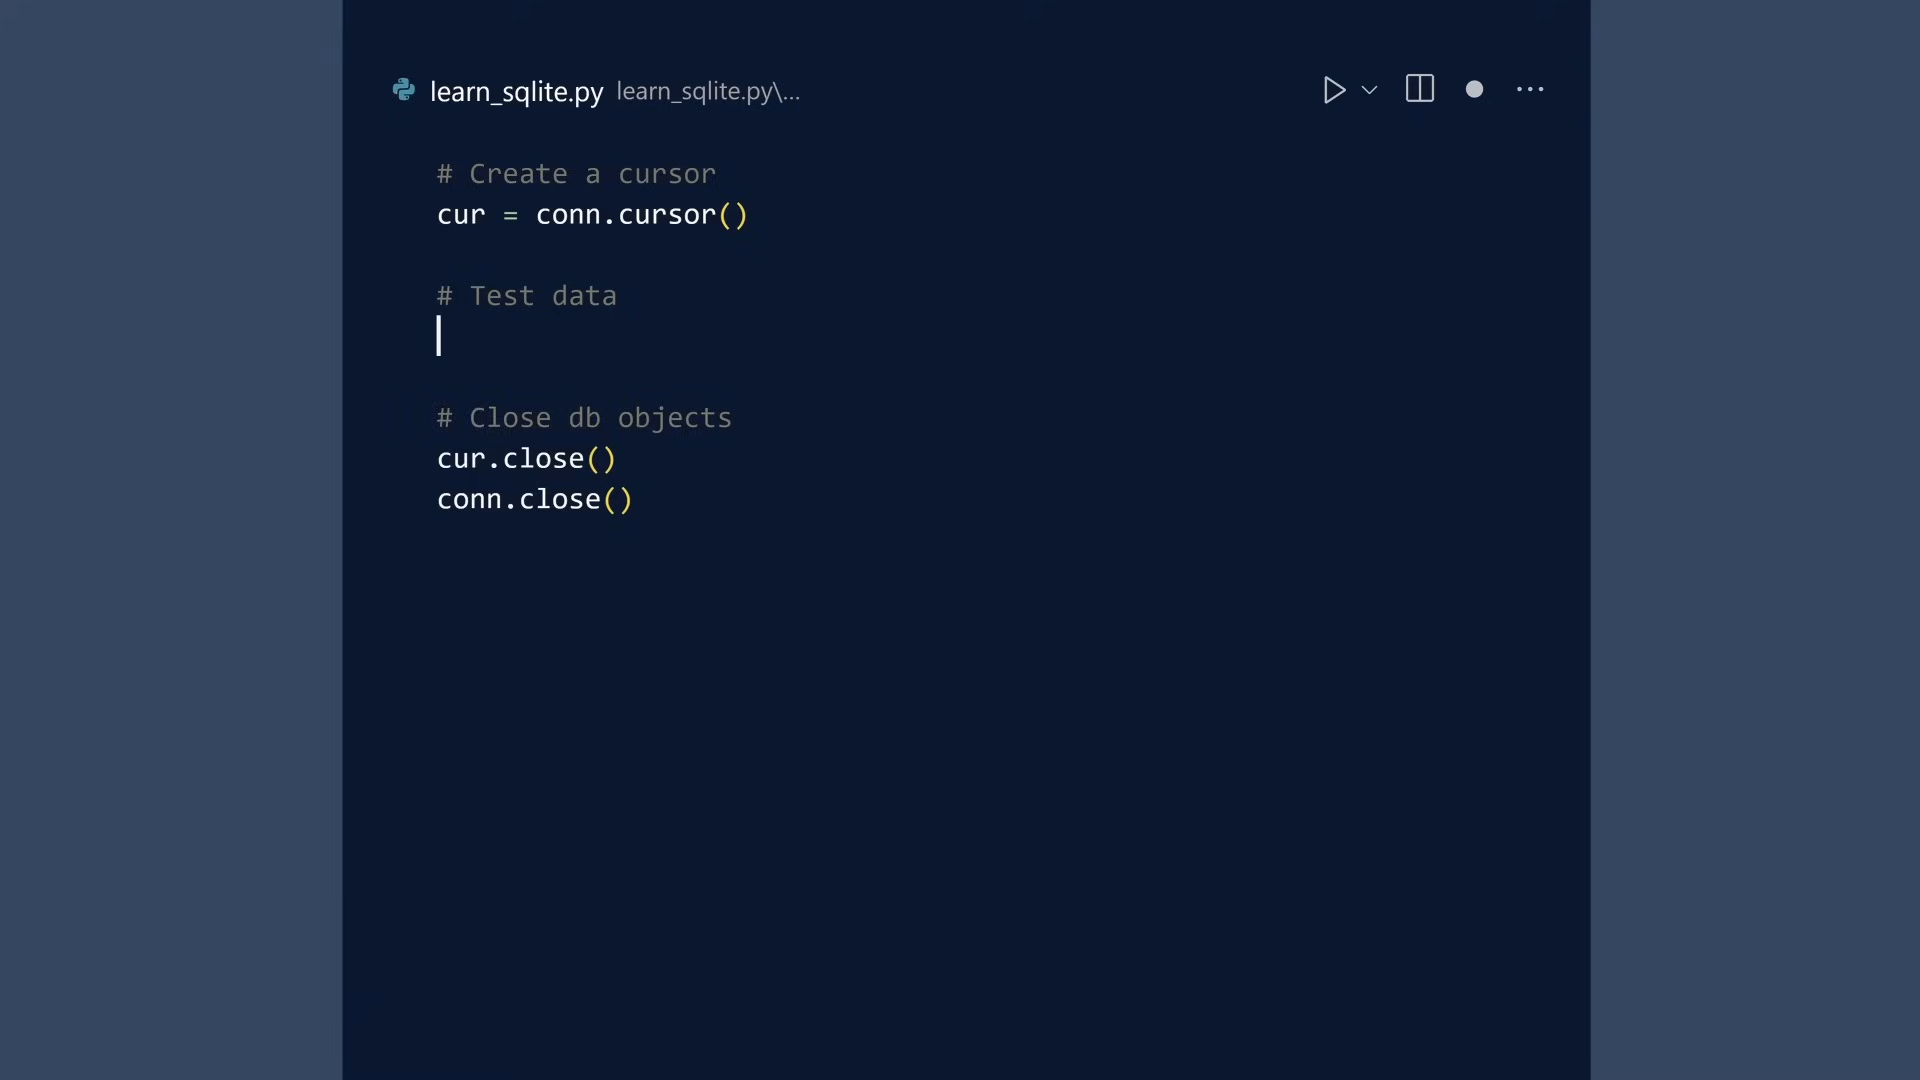 learn_sqlite.py learn_sqlite.py\...
# Create a cursor
cur = conn.cursor()
# Test data
# Close db objects
cur.close()
conn.close()